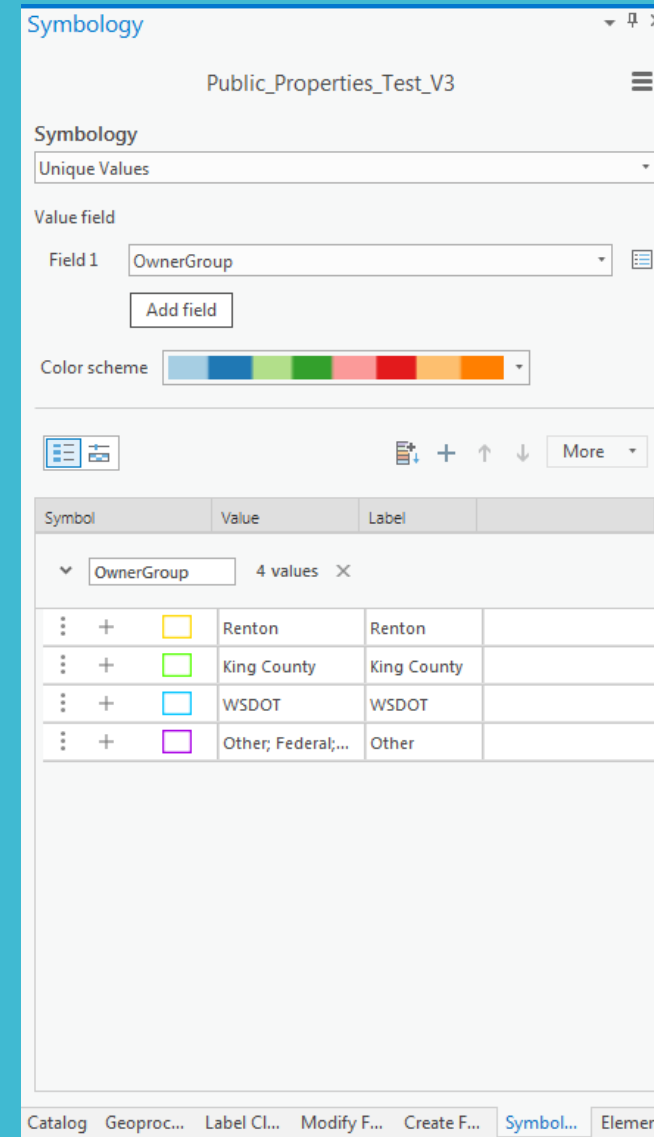 Symbology
Public_Properties_Test_V3
Symbology
Unique Values
Value field
Field 1 OwnerGroup
Add field
Color scheme
More
Symbol Value Label
OwnerGroup 4 values
Renton Renton
King County King County
WSDOT WSDOT
Other; Federal;... Other
Catalog Geoproc... Label Cl... Modify F... Create F... Symbol... Elemen